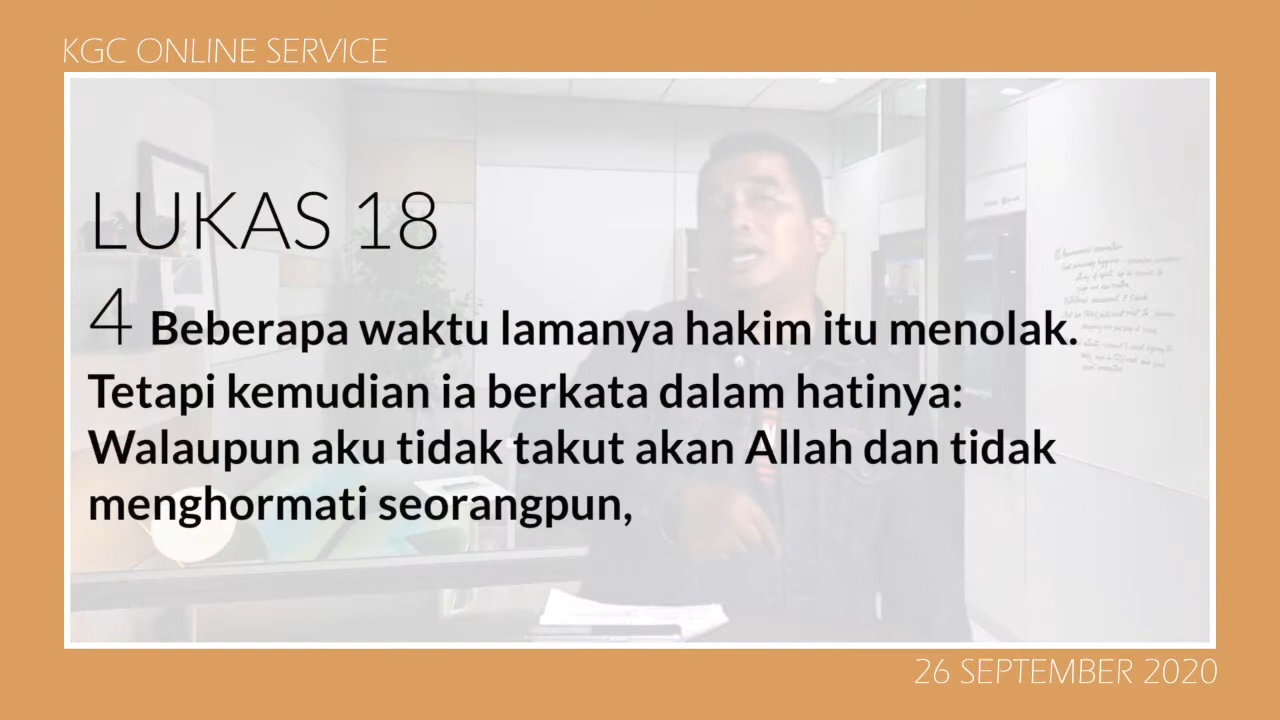 KGC ONLINE SERVICE
LUKAS 18
4 Beberapa waktu lamanya hakim itu menolak.
Tetapi kemudian ia berkata dalam hatinya:
Walaupun aku tidak takut akan Allah dan tidak
menghormati seorangpun,
26 SEPTEMBER 2020